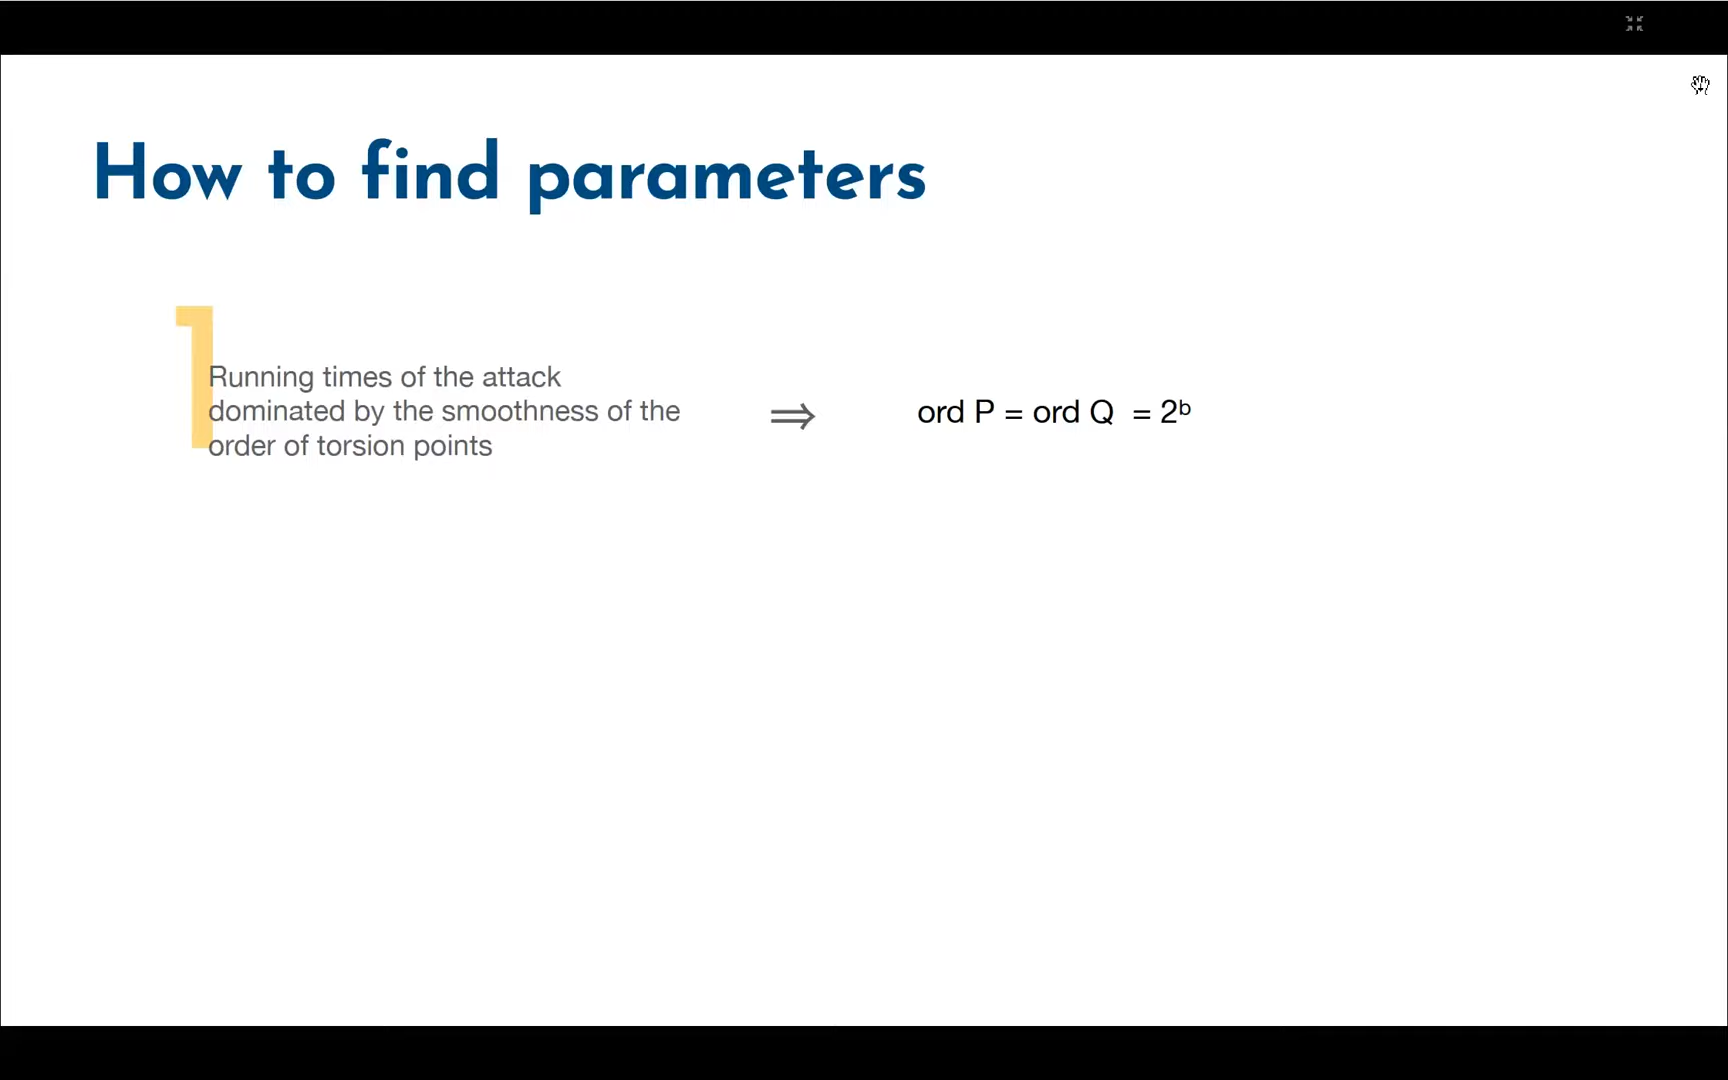 How to find parameters
1
Running times of the attack
dominated by the smoothness of the
order of torsion points
⇒
ord P = ord Q = 2ᵇ